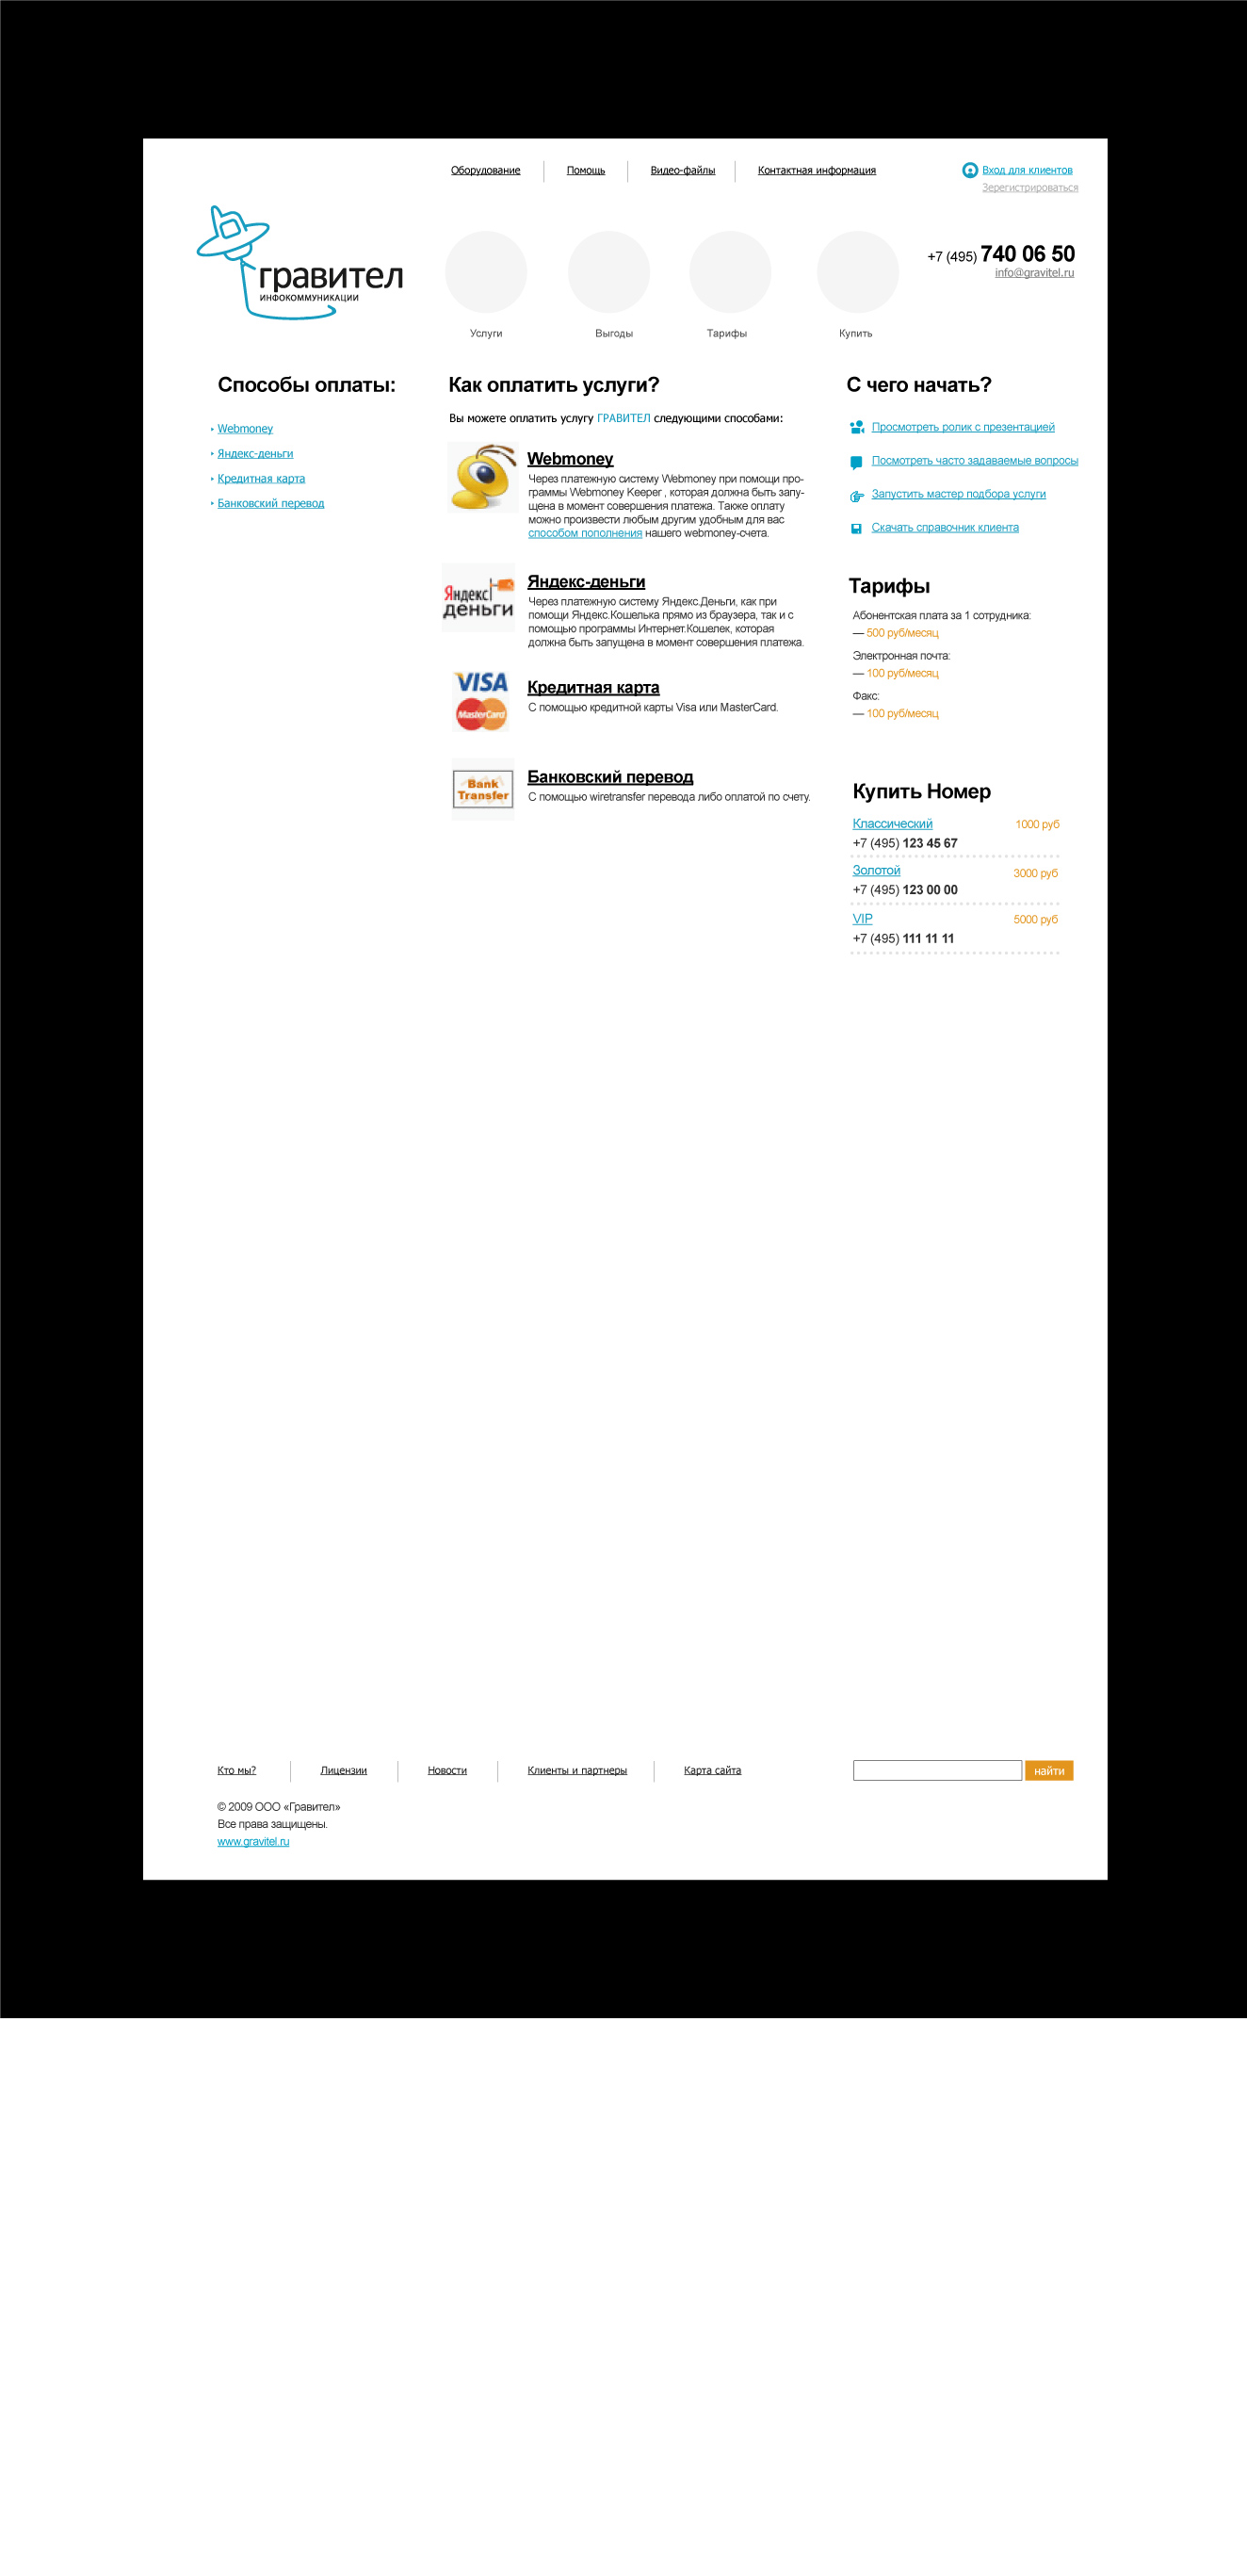 Оборудование
Помощь
Видео-файлы
Контактная информация
Вход для клиентов
Зарегистрироваться
гравител
ИНФОКОММУНИКАЦИИ
+7 (495) 740 06 50
info@gravitel.ru
Услуги
Выгоды
Тарифы
Купить
Способы оплаты:
Webmoney
Яндекс-деньги
Кредитная карта
Банковский перевод
Как оплатить услуги?
Вы можете оплатить услугу ГРАВИТЕЛ следующими способами:
Webmoney
Через платежную систему Webmoney при помощи про-
граммы Webmoney Keeper , которая должна быть запу-
щена в момент совершения платежа. Также оплату
можно произвести любым другим удобным для вас
способом пополнения нашего webmoney-счета.
Яндекс
деньги
Яндекс-деньги
Через платежную систему Яндекс.Деньги, как при
помощи Яндекс.Кошелька прямо из браузера, так и с
помощью программы Интернет.Кошелек, которая
должна быть запущена в момент совершения платежа.
VISA
MasterCard
Кредитная карта
С помощью кредитной карты Visa или MasterCard.
Bank
Transfer
Банковский перевод
С помощью wiretransfer перевода либо оплатой по счету.
С чего начать?
Просмотреть ролик с презентацией
Посмотреть часто задаваемые вопросы
Запустить мастер подбора услуги
Скачать справочник клиента
Тарифы
Абонентская плата за 1 сотрудника:
— 500 руб/месяц
Электронная почта:
— 100 руб/месяц
Факс:
— 100 руб/месяц
Купить Номер
Классический 1000 руб
+7 (495) 123 45 67
Золотой 3000 руб
+7 (495) 123 00 00
VIP 5000 руб
+7 (495) 111 11 11
Кто мы?
Лицензии
Новости
Клиенты и партнеры
Карта сайта
найти
© 2009 ООО «Гравител»
Все права защищены.
www.gravitel.ru